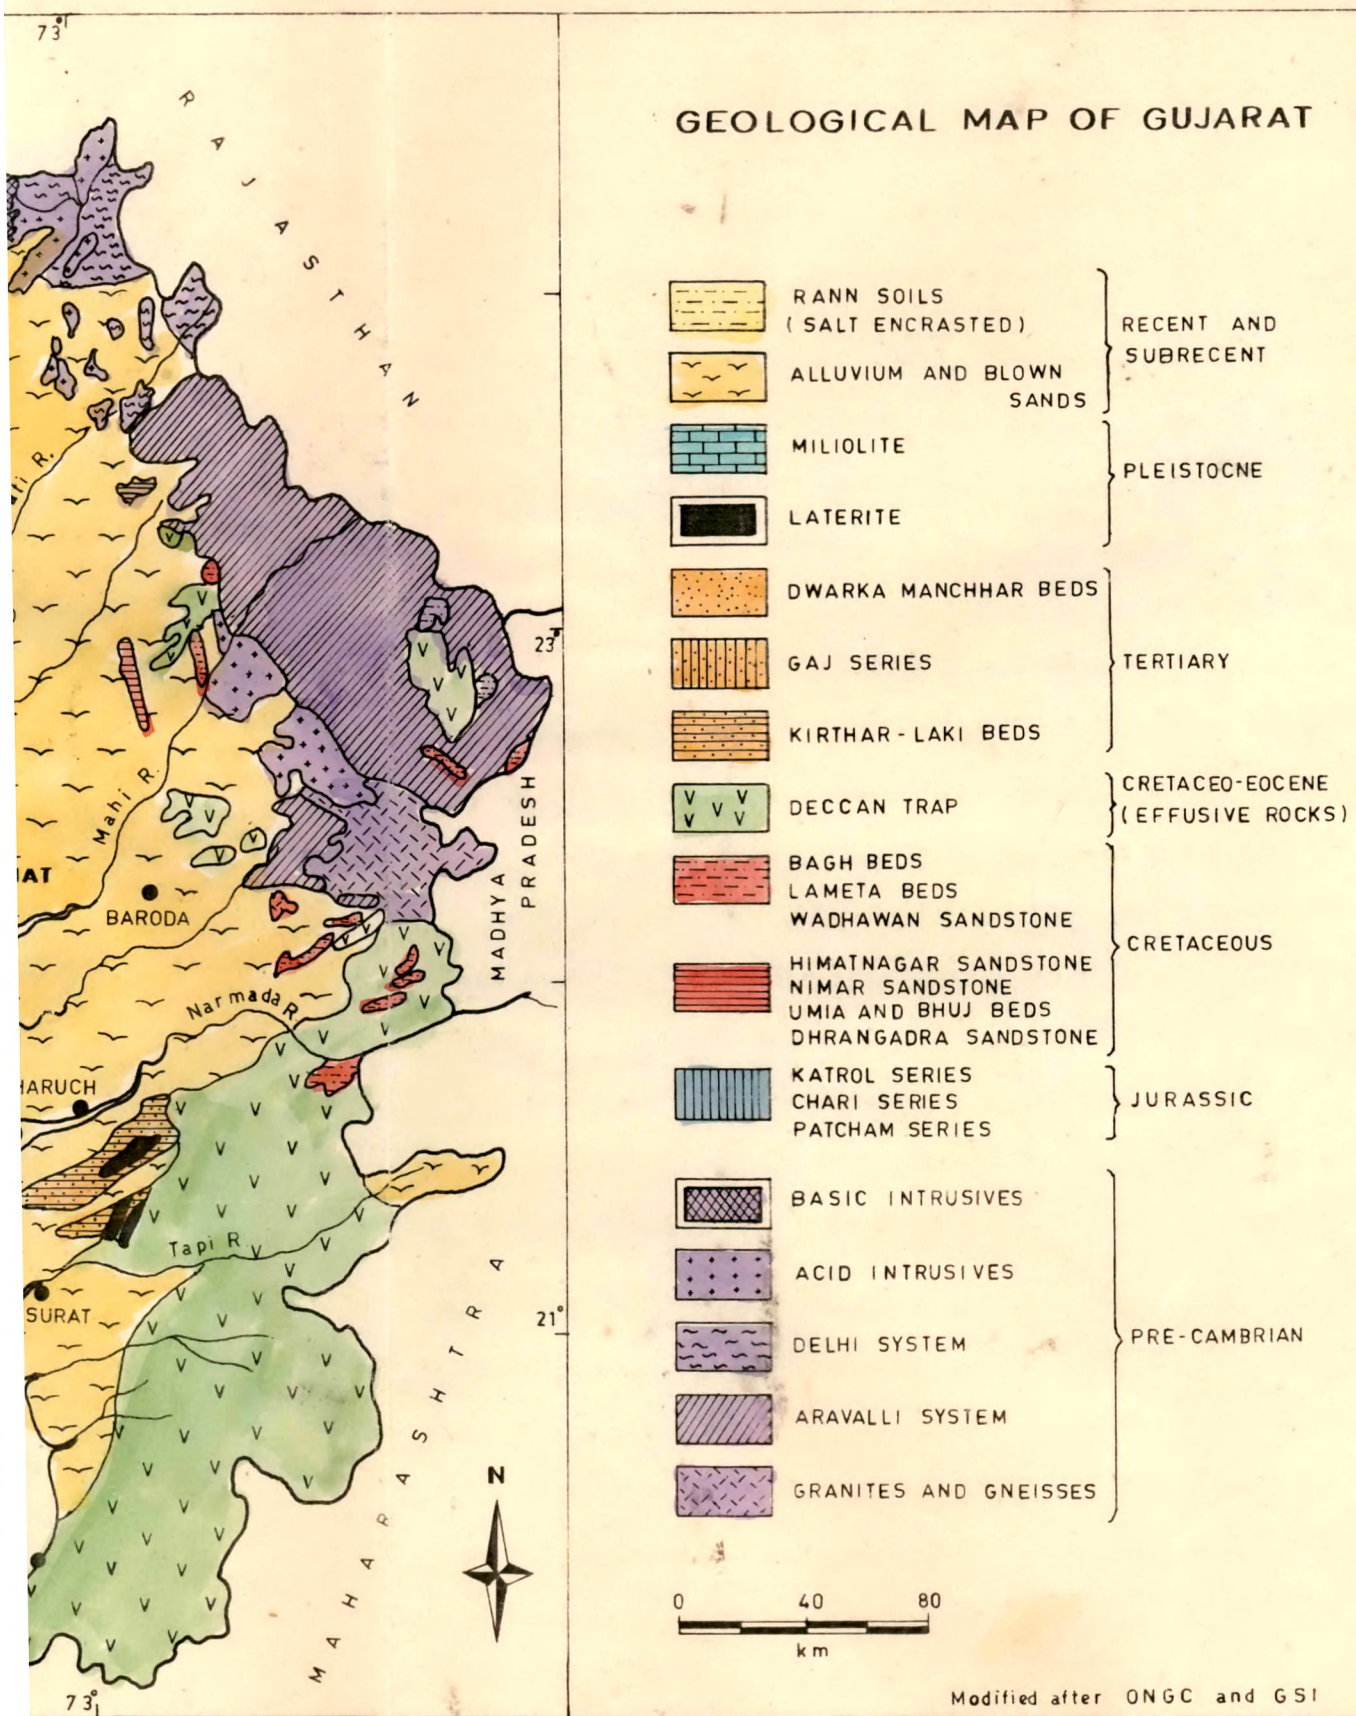 73°
RAJASTHAN
GEOLOGICAL MAP OF GUJARAT
RANN SOILS
(SALT ENCRASTED)
ALLUVIUM AND BLOWN
SANDS
RECENT AND
SUBRECENT
MILIOLITE
LATERITE
PLEISTOCNE
DWARKA MANCHHAR BEDS
GAJ SERIES
KIRTHAR-LAKI BEDS
TERTIARY
DECCAN TRAP
CRETACEO-EOCENE
(EFFUSIVE ROCKS)
BAGH BEDS
LAMETA BEDS
WADHAWAN SANDSTONE
HIMATNAGAR SANDSTONE
NIMAR SANDSTONE
UMIA AND BHUJ BEDS
DHRANGADRA SANDSTONE
CRETACEOUS
KATROL SERIES
CHARI SERIES
PATCHAM SERIES
JURASSIC
BASIC INTRUSIVES
ACID INTRUSIVES
DELHI SYSTEM
ARAVALLI SYSTEM
GRANITES AND GNEISSES
PRE-CAMBRIAN
ti R.
23°
Mahi R.
AT
BARODA
MADHYA
PRADESH
Narmada R
HARUCH
Tapi R
SURAT
21°
MAHARASHTRA
N
0 40 80
km
73°
Modified after ONGC and GSI